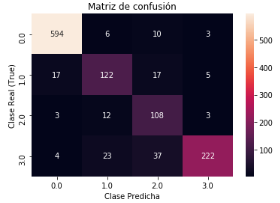 Matriz de confusión
Clase Real (True)
0.0 594 6 10 3
1.0 17 122 17 5
2.0 3 12 108 3
3.0 4 23 37 222
0.0 1.0 2.0 3.0
Clase Predicha
500
400
300
200
100